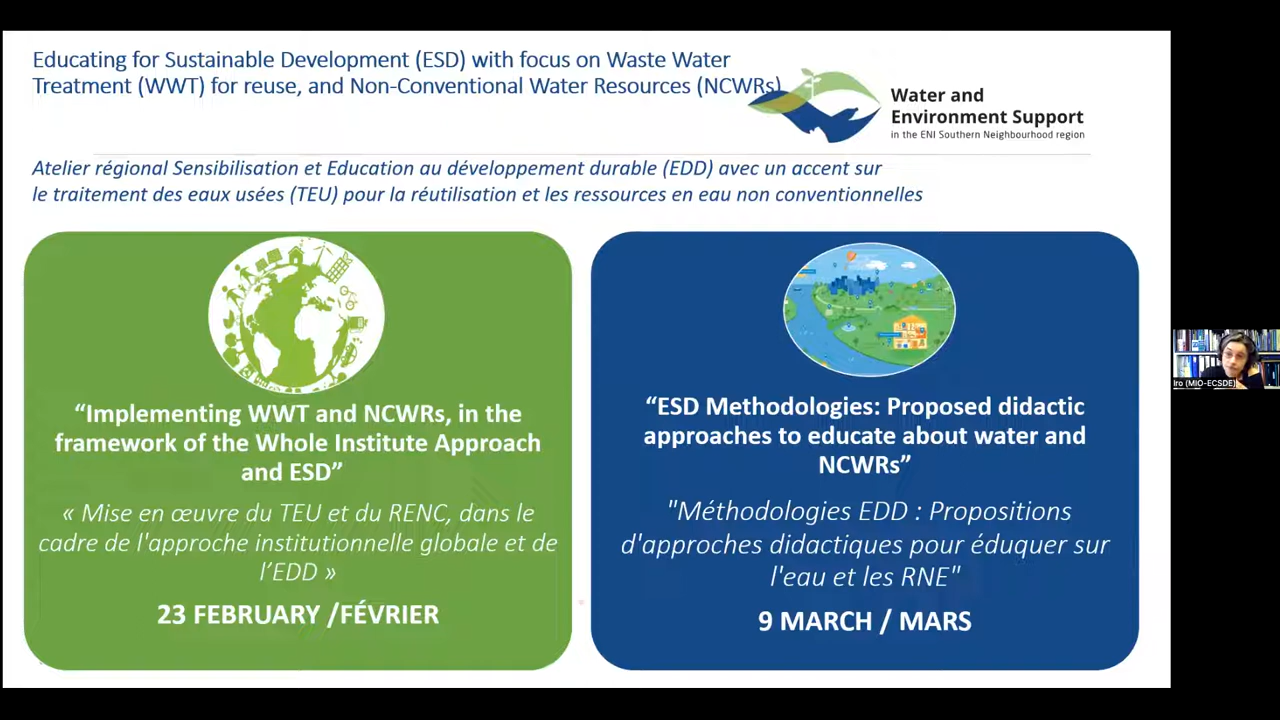 Educating for Sustainable Development (ESD) with focus on Waste Water
Treatment (WWT) for reuse, and Non-Conventional Water Resources (NCWRs)
Water and
Environment Support
in the ENI Southern Neighbourhood region
Atelier régional Sensibilisation et Education au développement durable (EDD) avec un accent sur
le traitement des eaux usées (TEU) pour la réutilisation et les ressources en eau non conventionnelles
“Implementing WWT and NCWRs, in the
framework of the Whole Institute Approach
and ESD”
« Mise en œuvre du TEU et du RENC, dans le
cadre de l'approche institutionnelle globale et de
l’EDD »
23 FEBRUARY /FÉVRIER
“ESD Methodologies: Proposed didactic
approaches to educate about water and
NCWRs”
"Méthodologies EDD : Propositions
d'approches didactiques pour éduquer sur
l'eau et les RNE"
9 MARCH / MARS
Iro (MIO-ECSDE)